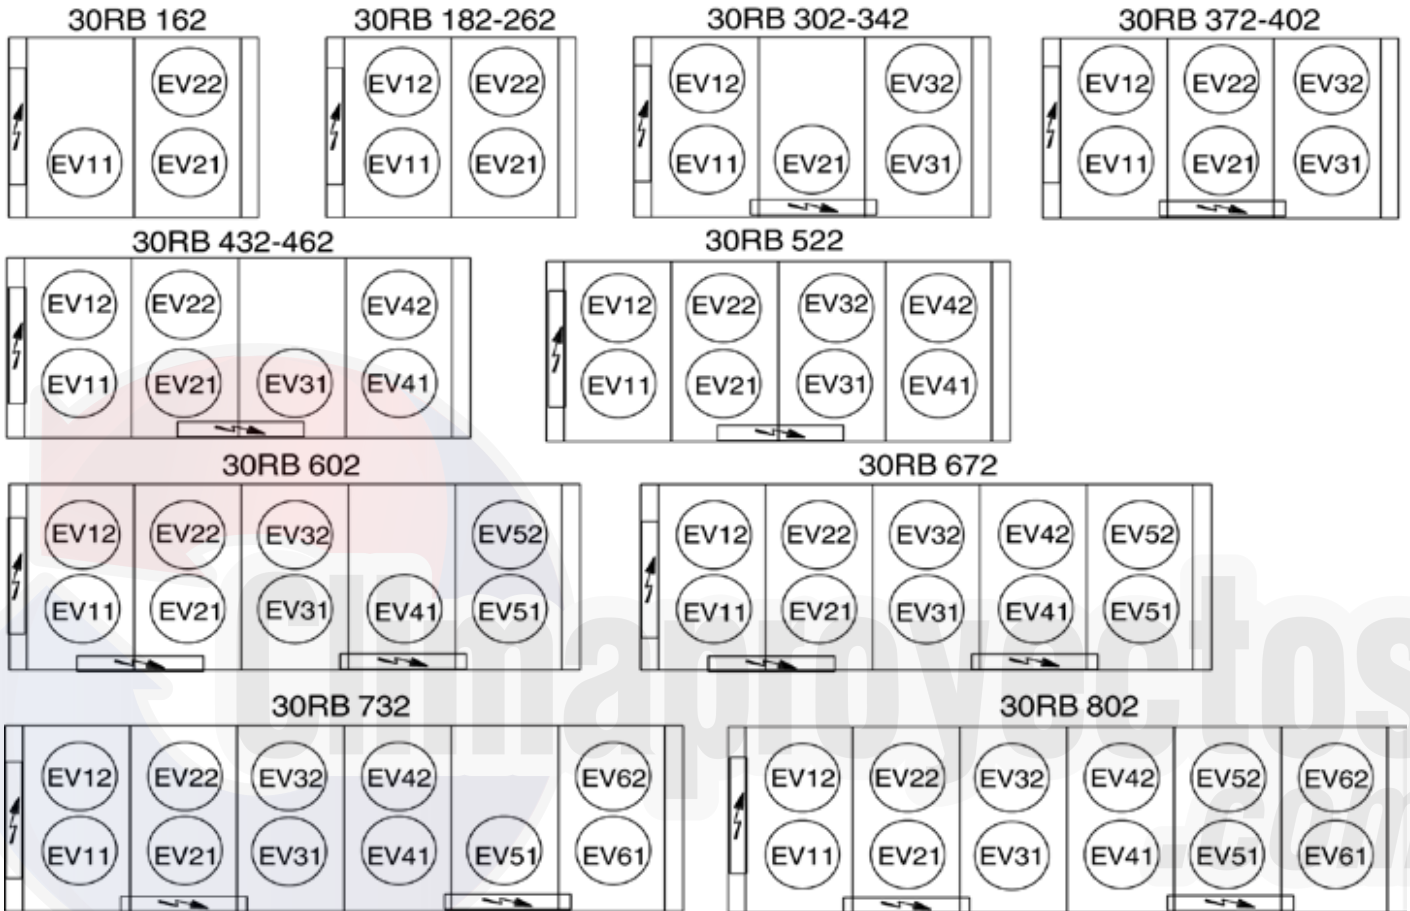 30RB 162 30RB 182-262 30RB 302-342 30RB 372-402
EV22 EV12 EV22 EV12 EV32 EV12 EV22 EV32
EV11 EV21 EV11 EV21 EV11 EV21 EV31 EV11 EV21 EV31
30RB 432-462 30RB 522
EV12 EV22 EV42 EV12 EV22 EV32 EV42
EV11 EV21 EV31 EV41 EV11 EV21 EV31 EV41
30RB 602 30RB 672
EV12 EV22 EV32 EV52 EV12 EV22 EV32 EV42 EV52
EV11 EV21 EV31 EV41 EV51 EV11 EV21 EV31 EV41 EV51
Climaproyectos
.com
30RB 732 30RB 802
EV12 EV22 EV32 EV42 EV62 EV12 EV22 EV32 EV42 EV52 EV62
EV11 EV21 EV31 EV41 EV51 EV61 EV11 EV21 EV31 EV41 EV51 EV61